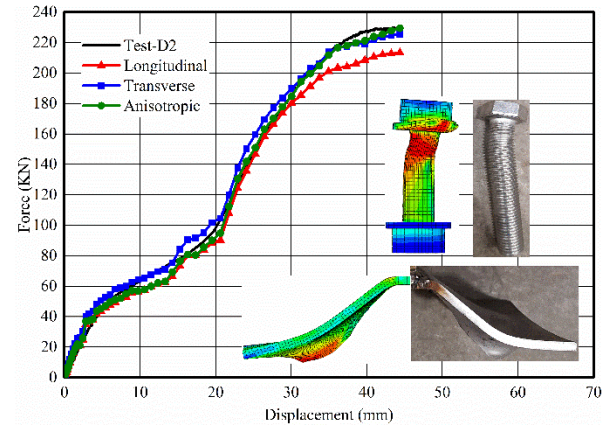 240
220
200
180
160
140
120
100
80
60
40
20
0
Force (KN)
Test-D2
Longitudinal
Transverse
Anisotropic
0 10 20 30 40 50 60 70
Displacement (mm)